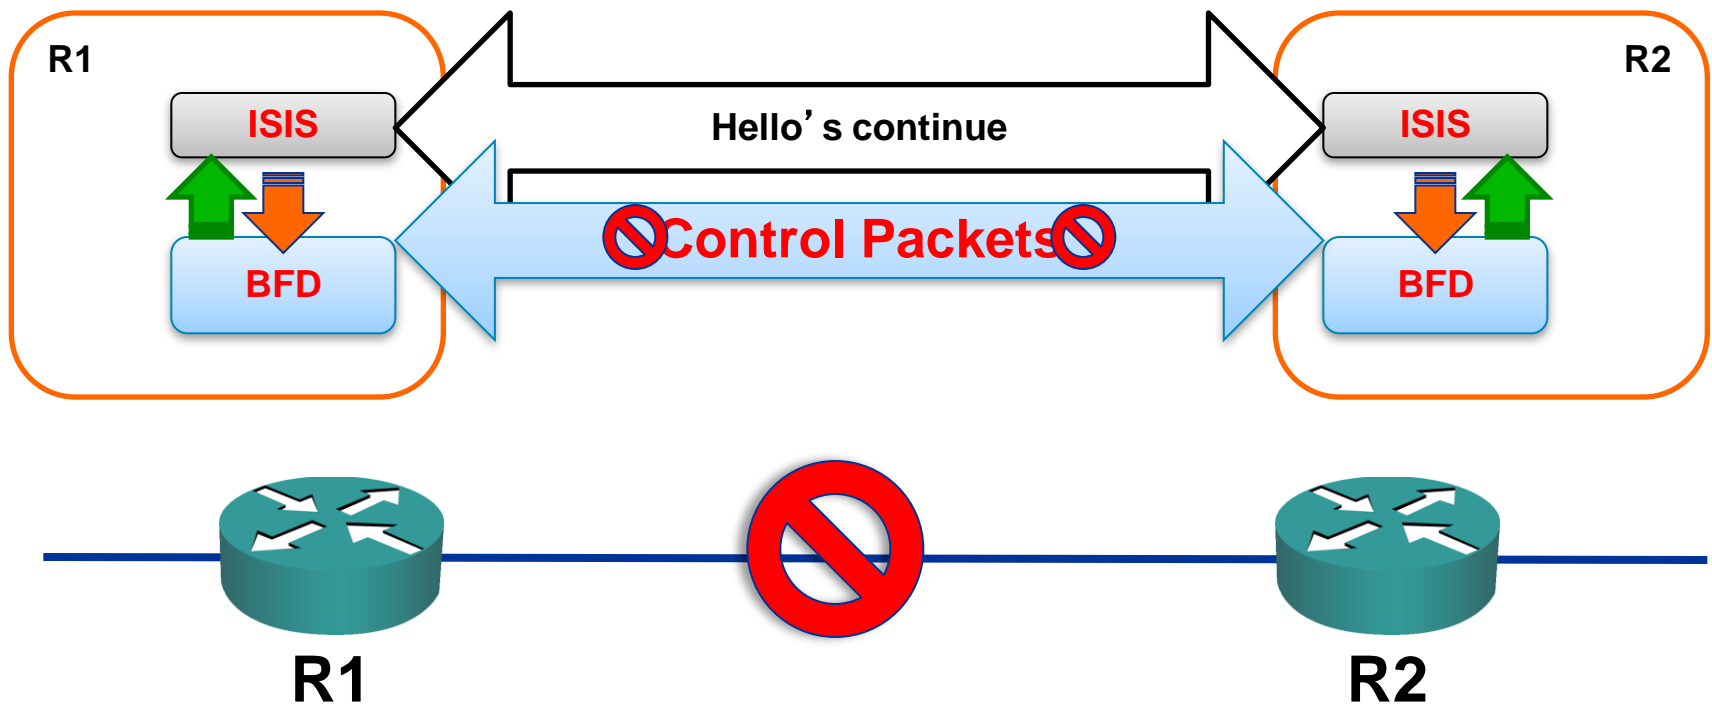 R1
R2
ISIS
Hello’s continue
ISIS
Control Packets
BFD
BFD
R1
R2